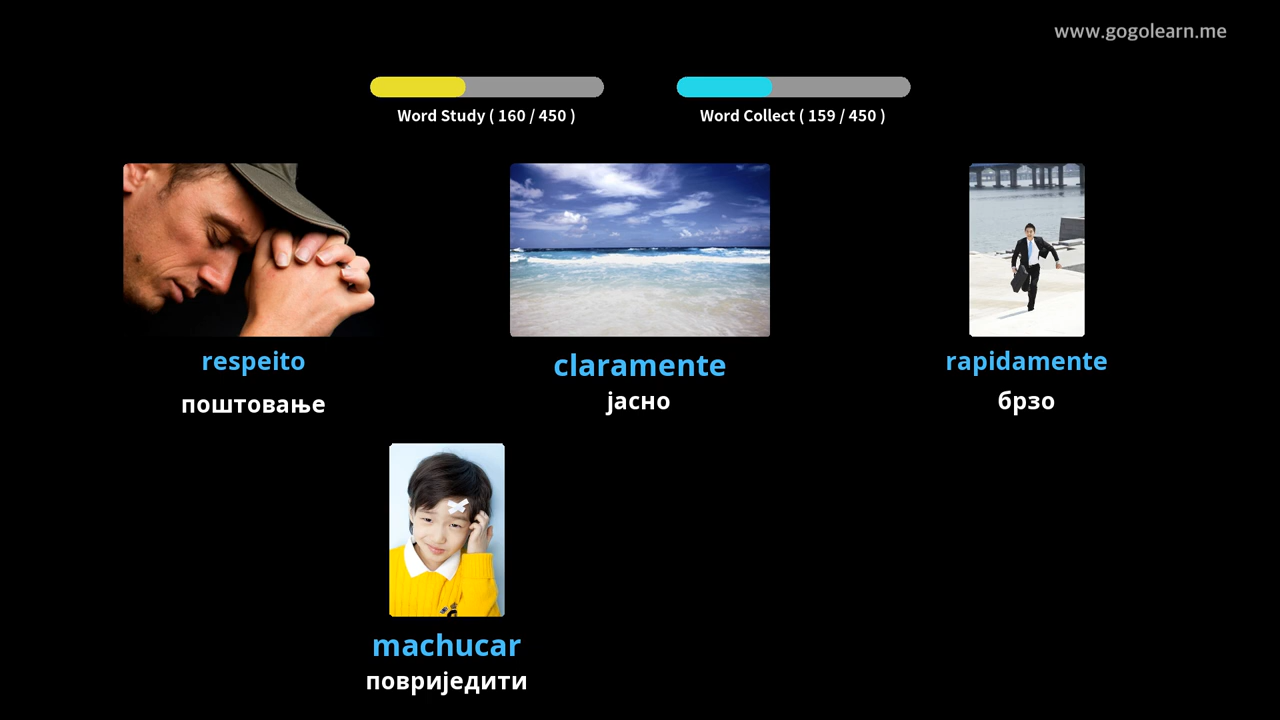 www.gogolearn.me
Word Study ( 160 / 450 )
Word Collect ( 159 / 450 )
respeito
поштовање
claramente
јасно
rapidamente
брзо
machucar
повриједити